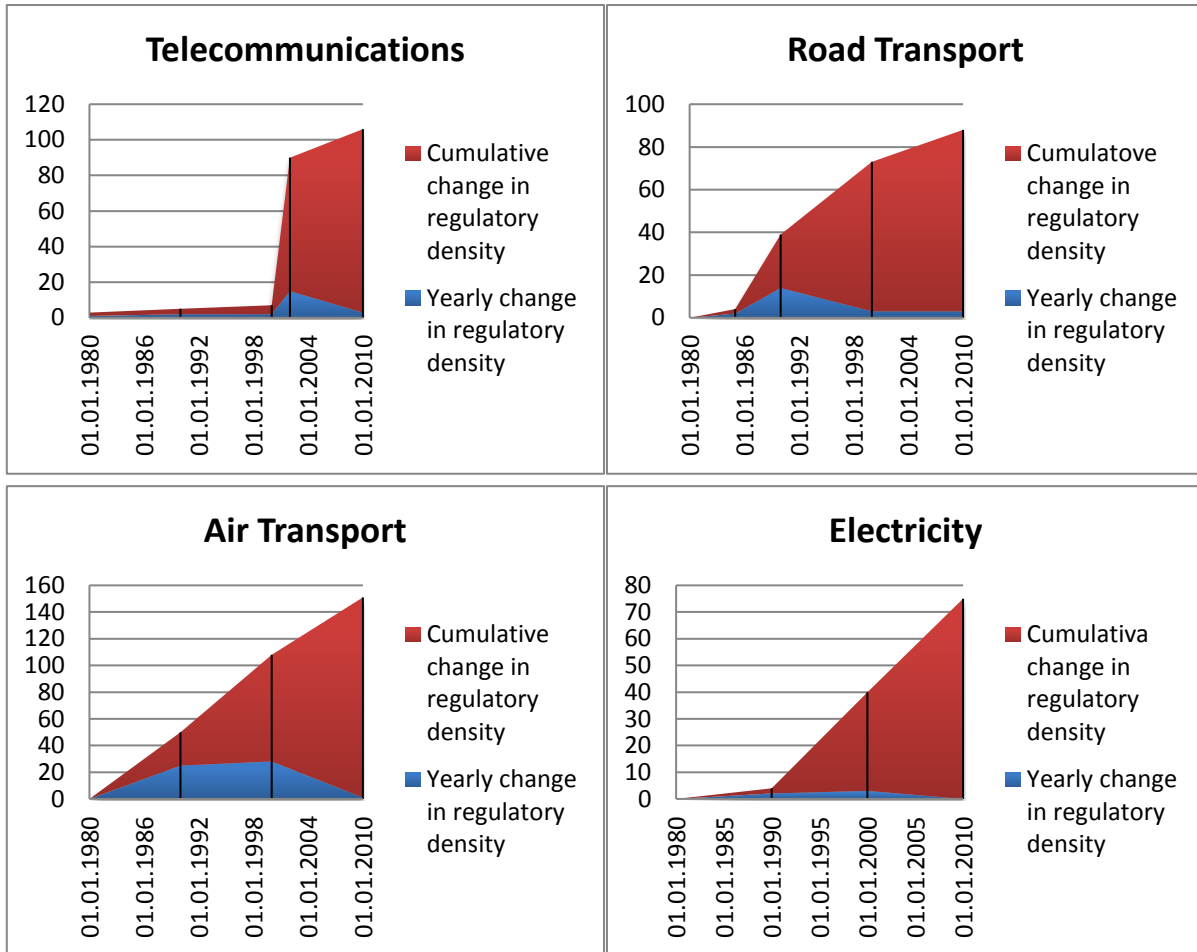 Telecommunications
120
100
80
60
40
20
0
01.01.1980
01.01.1986
01.01.1992
01.01.1998
01.01.2004
01.01.2010
Cumulative
change in
regulatory
density
Yearly change
in regulatory
density
Road Transport
100
80
60
40
20
0
01.01.1980
01.01.1986
01.01.1992
01.01.1998
01.01.2004
01.01.2010
Cumulatove
change in
regulatory
density
Yearly change
in regulatory
density
Air Transport
160
140
120
100
80
60
40
20
0
01.01.1980
01.01.1986
01.01.1992
01.01.1998
01.01.2004
01.01.2010
Cumulative
change in
regulatory
density
Yearly change
in regulatory
density
Electricity
80
70
60
50
40
30
20
10
0
01.01.1980
01.01.1985
01.01.1990
01.01.1995
01.01.2000
01.01.2005
01.01.2010
Cumulativa
change in
regulatory
density
Yearly change
in regulatory
density